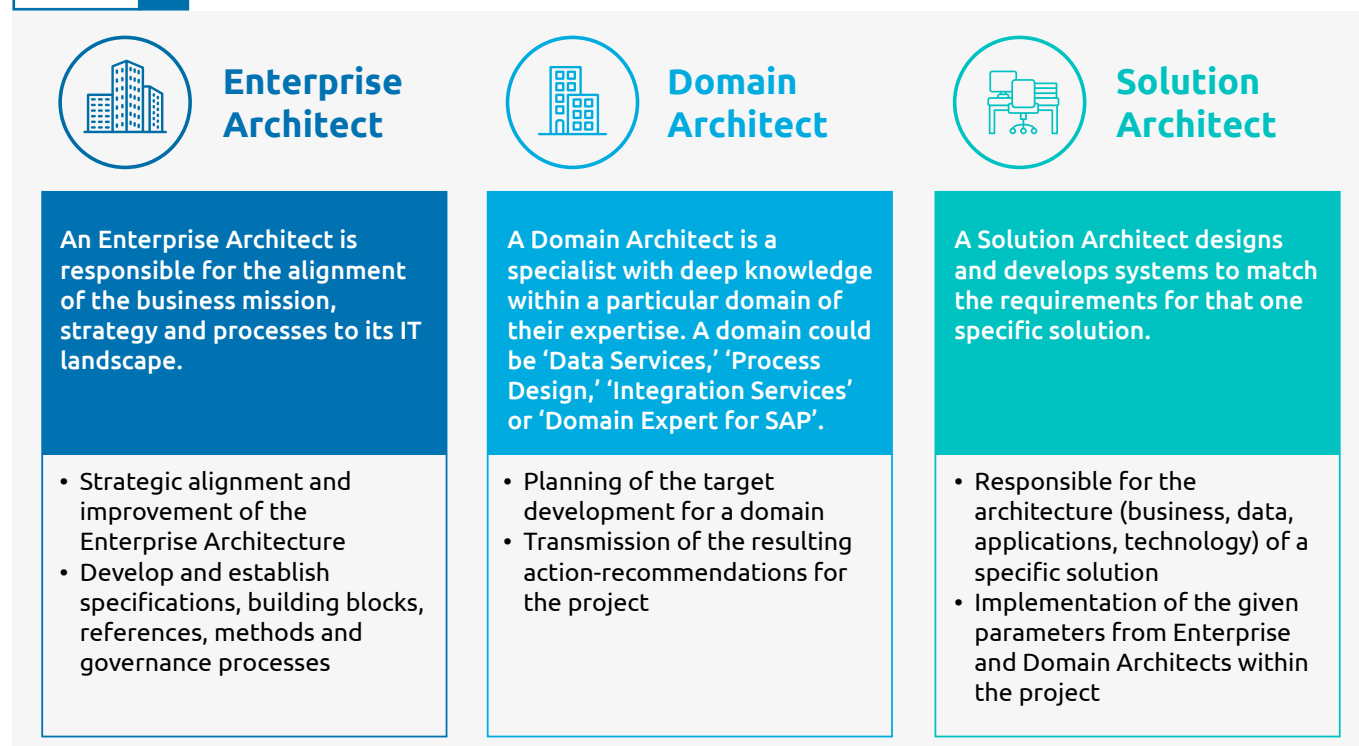 Enterprise
Architect
An Enterprise Architect is
responsible for the alignment
of the business mission,
strategy and processes to its IT
landscape.
• Strategic alignment and
improvement of the
Enterprise Architecture
• Develop and establish
specifications, building blocks,
references, methods and
governance processes
Domain
Architect
A Domain Architect is a
specialist with deep knowledge
within a particular domain of
their expertise. A domain could
be ‘Data Services,’ ‘Process
Design,’ ‘Integration Services’
or ‘Domain Expert for SAP’.
• Planning of the target
development for a domain
• Transmission of the resulting
action-recommendations for
the project
Solution
Architect
A Solution Architect designs
and develops systems to match
the requirements for that one
specific solution.
• Responsible for the
architecture (business, data,
applications, technology) of a
specific solution
• Implementation of the given
parameters from Enterprise
and Domain Architects within
the project